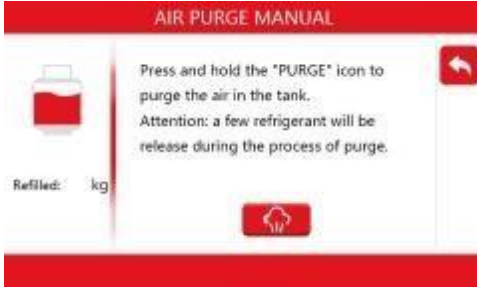 AIR PURGE MANUAL
Press and hold the "PURGE" icon to
purge the air in the tank.
Attention: a few refrigerant will be
release during the process of purge.
Refilled: kg